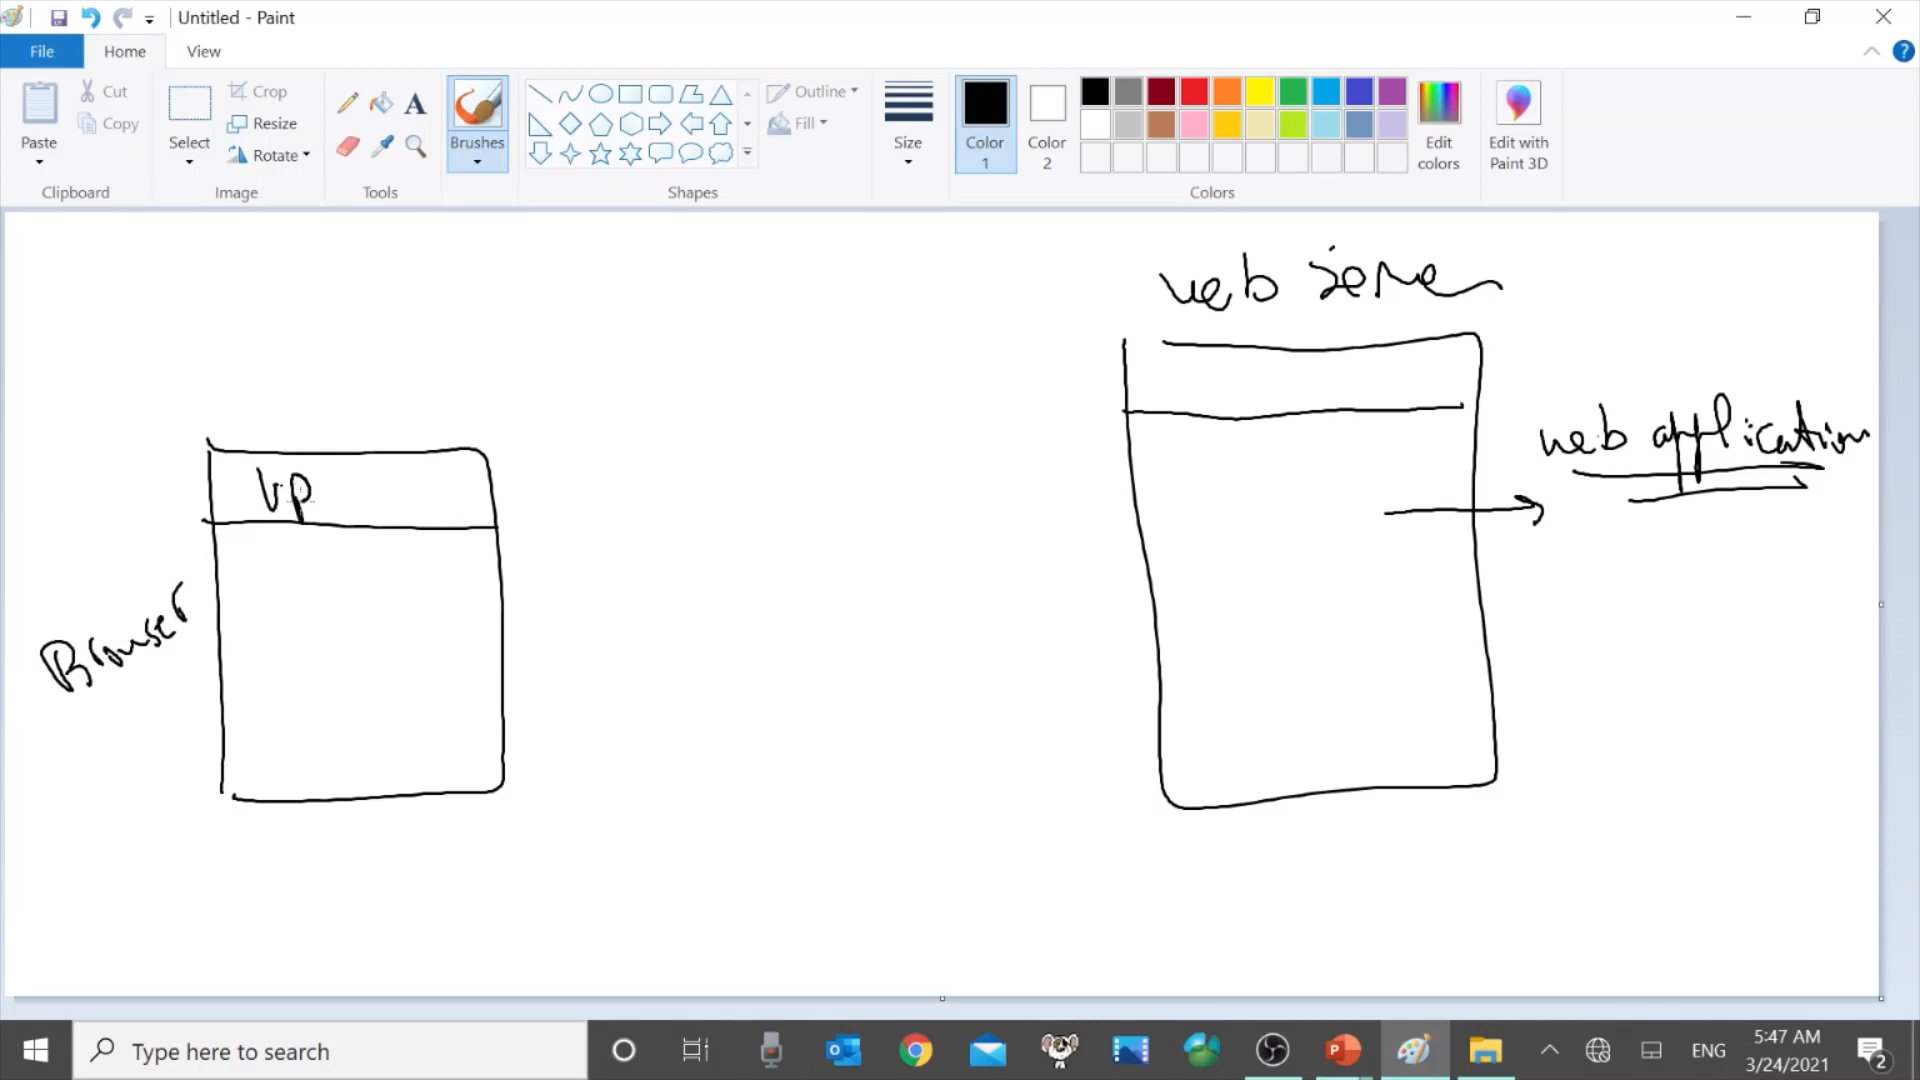 Untitled - Paint
File Home View
Paste
Cut
Copy
Clipboard
Select
Crop
Resize
Rotate
Image
Tools
Brushes
Shapes
Outline
Fill
Size
Color 1
Color 2
Edit colors
Colors
Edit with Paint 3D
web server
web application
Browser
Type here to search
ENG
5:47 AM
3/24/2021
2